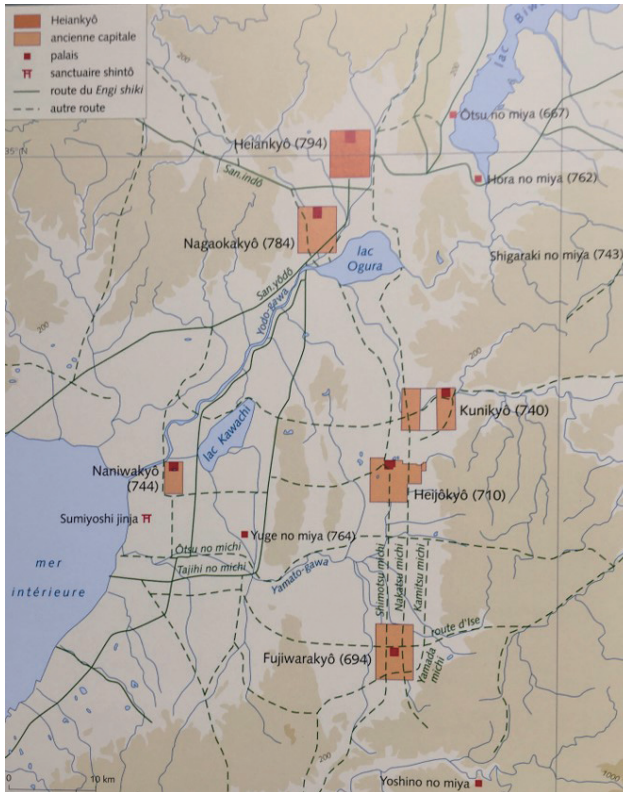 Heiankyô
ancienne capitale
palais
sanctuaire shintô
route du Engi shiki
autre route
200
200
lac Biw
Ôtsu no miya (667)
Heiankyô (794)
35° N
San.indô
Hora no miya (762)
Nagaokakyô (784)
lac
Ogura
Shigaraki no miya (743)
San.yôdô
Yodo-gawa
200
200
Kunikyô (740)
lac Kawachi
Naniwakyô
(744)
Heijôkyô (710)
Sumiyoshi jinja
Yuge no miya (764)
Ôtsu no michi
Tajihi no michi
mer
intérieure
Yamato-gawa
Shimotsu michi
Nakatsu michi
Kamitsu michi
route d'Ise
Fujiwarakyô (694)
Yamada
michi
200
0
10 km
Yoshino no miya
1000